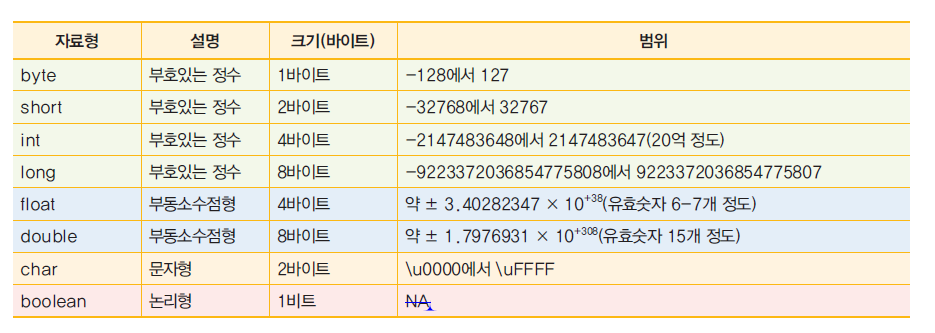 자료형 설명 크기(바이트) 범위
byte 부호있는 정수 1바이트 -128에서 127
short 부호있는 정수 2바이트 -32768에서 32767
int 부호있는 정수 4바이트 -2147483648에서 2147483647(20억 정도)
long 부호있는 정수 8바이트 -9223372036854775808에서 9223372036854775807
float 부동소수점형 4바이트 약 ± 3.40282347 × 10⁺³⁸(유효숫자 6-7개 정도)
double 부동소수점형 8바이트 약 ± 1.7976931 × 10⁺³⁰⁸(유효숫자 15개 정도)
char 문자형 2바이트 \u0000에서 \uFFFF
boolean 논리형 1비트 NA